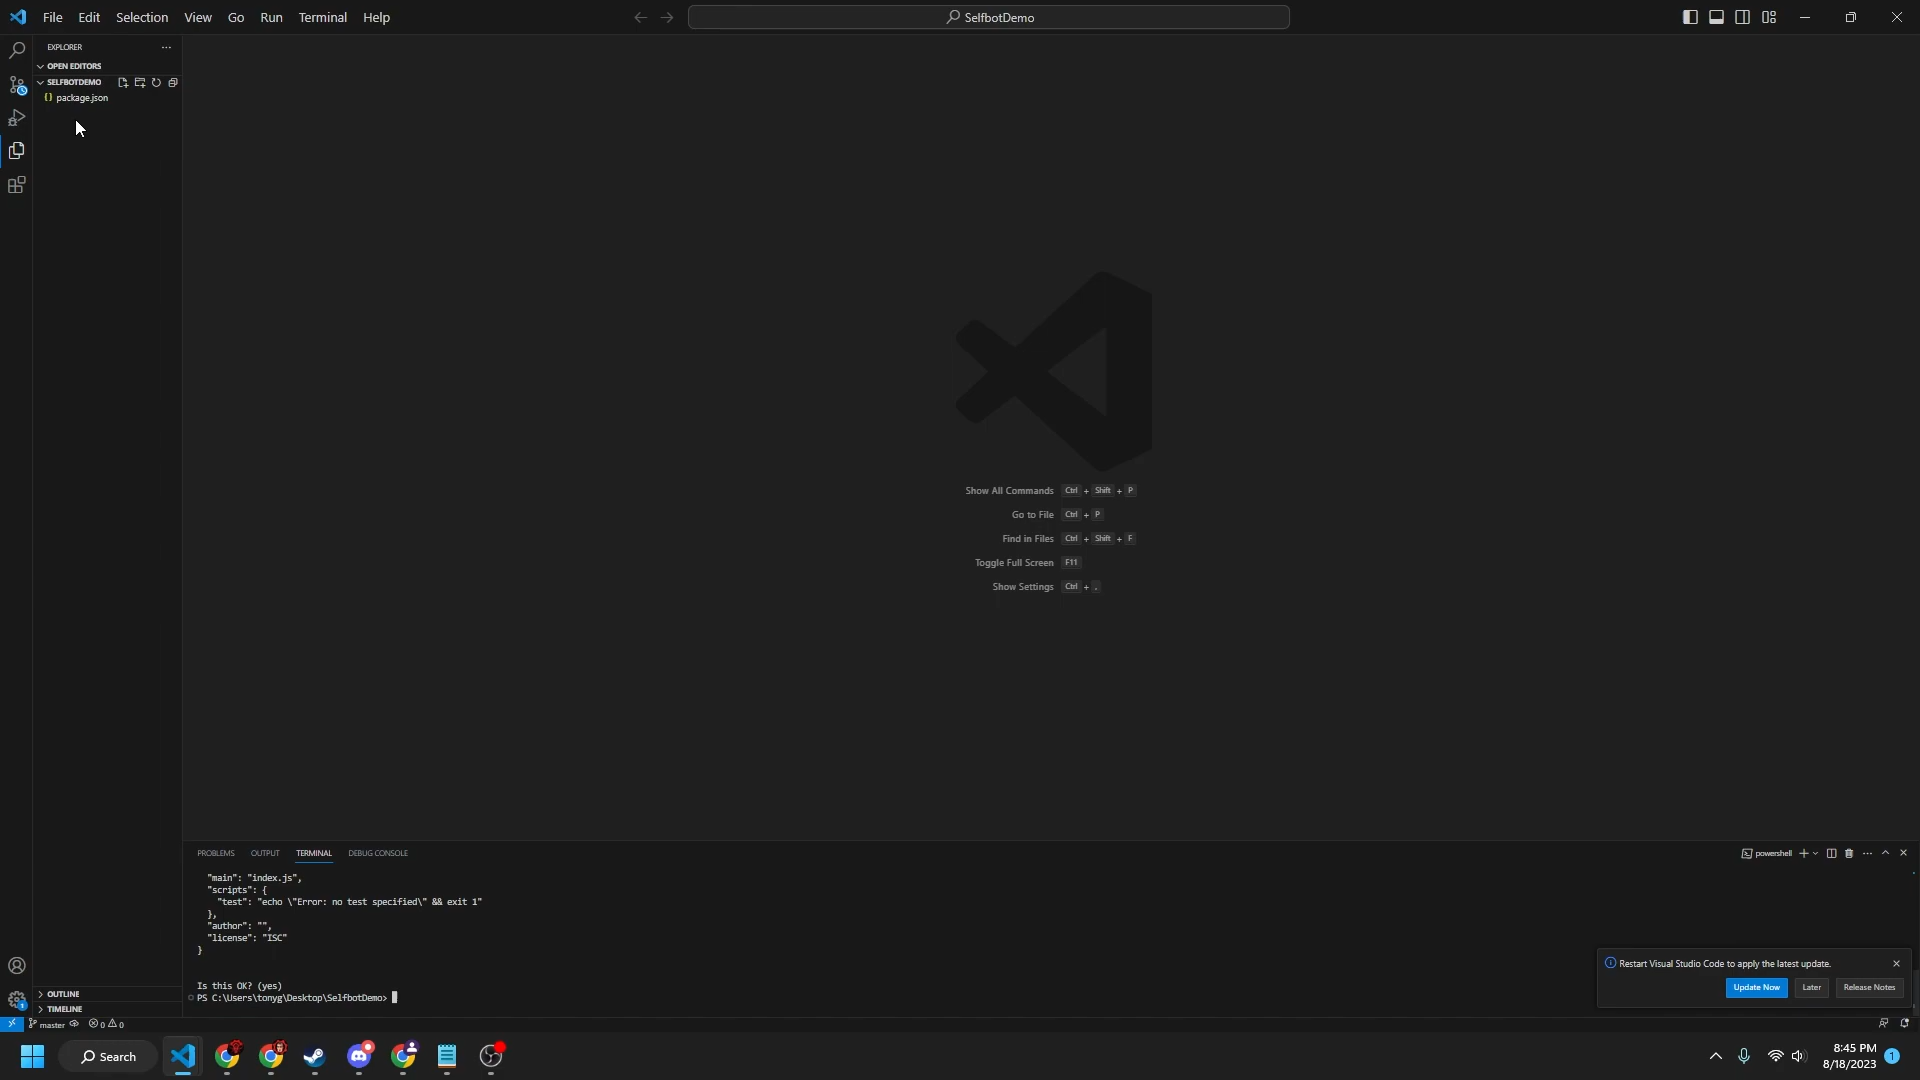 File Edit Selection View Go Run Terminal Help
SelfbotDemo
EXPLORER
OPEN EDITORS
SELFBOTDEMO
{} package.json
Show All Commands Ctrl + Shift + P
Go to File Ctrl + P
Find in Files Ctrl + Shift + F
Toggle Full Screen F11
Show Settings Ctrl + ,
PROBLEMS OUTPUT TERMINAL DEBUG CONSOLE
powershell
"main": "index.js",
"scripts": {
"test": "echo \"Error: no test specified\" && exit 1"
},
"author": "",
"license": "ISC"
}
Is this OK? (yes)
PS C:\Users\tonyg\Desktop\SelfbotDemo>
Restart Visual Studio Code to apply the latest update.
Update Now Later Release Notes
OUTLINE
TIMELINE
1
master 0 0
Search
8:45 PM
8/18/2023
1